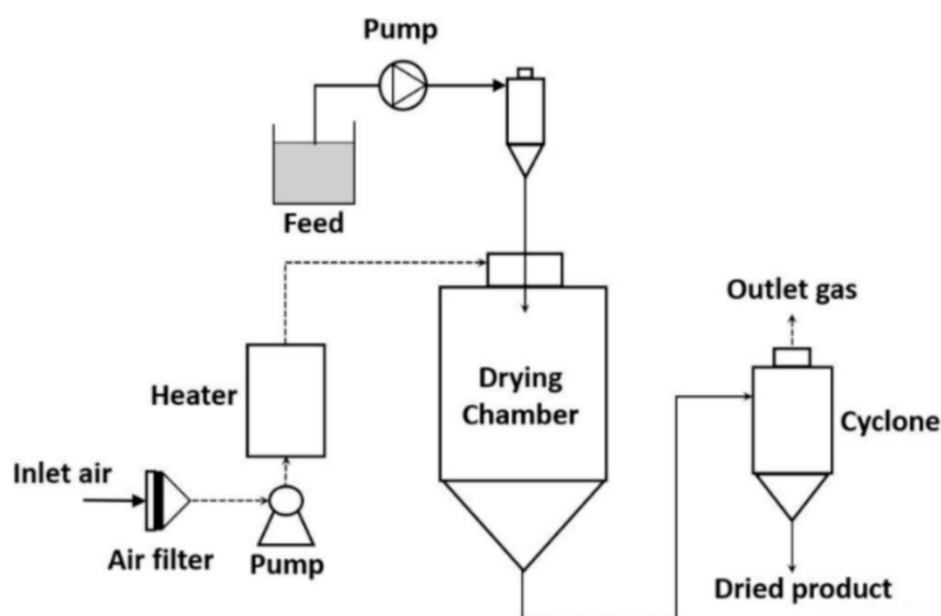 Pump
Feed
Outlet gas
Drying
Chamber
Heater
Cyclone
Inlet air
Air filter
Pump
Dried product